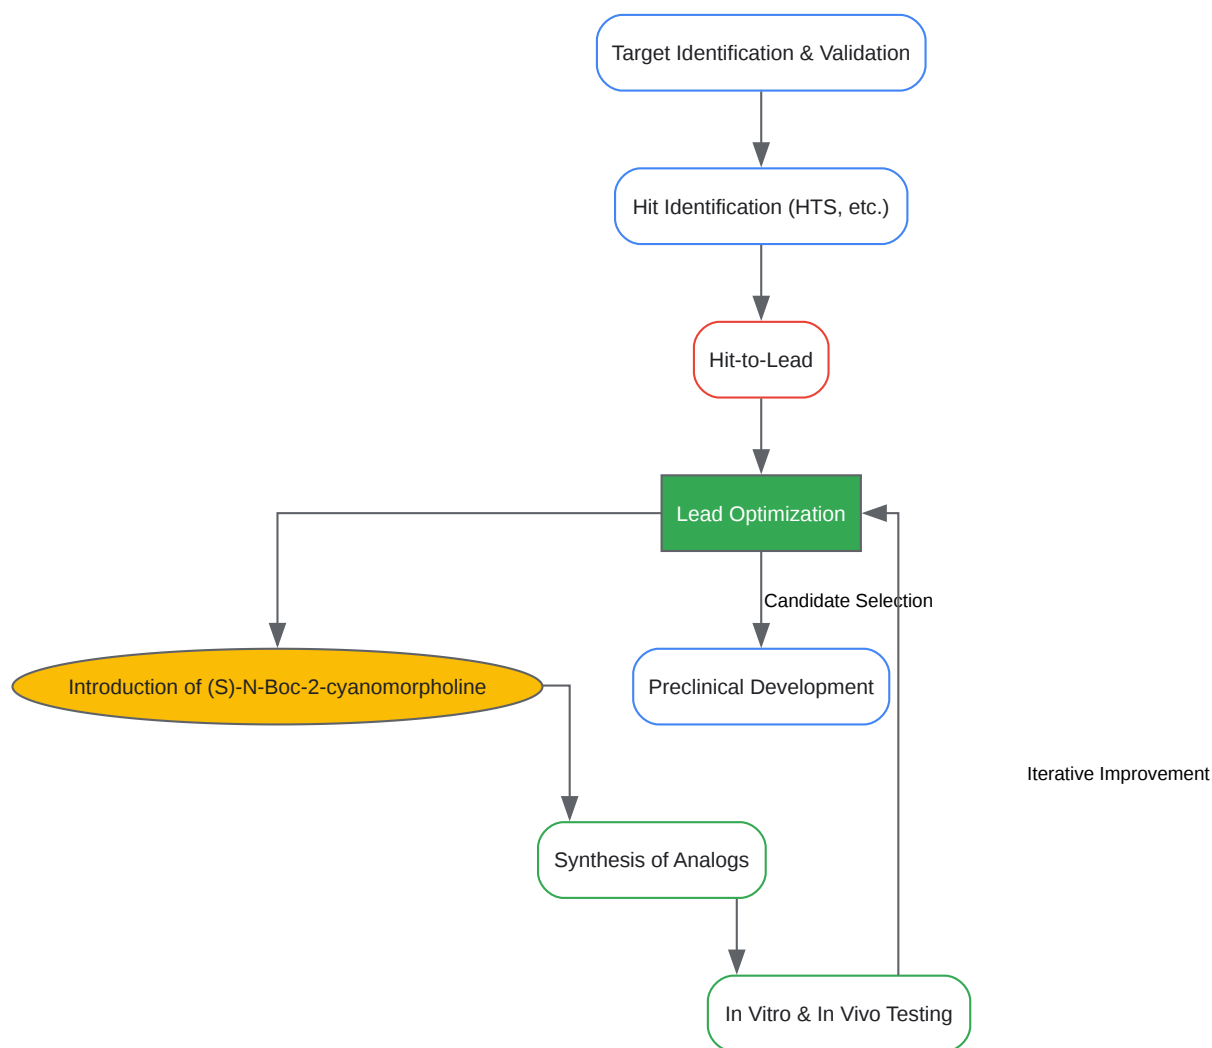 Target Identification & Validation
Hit Identification (HTS, etc.)
Hit-to-Lead
Lead Optimization
Candidate Selection
Introduction of (S)-N-Boc-2-cyanomorpholine
Preclinical Development
Iterative Improvement
Synthesis of Analogs
In Vitro & In Vivo Testing